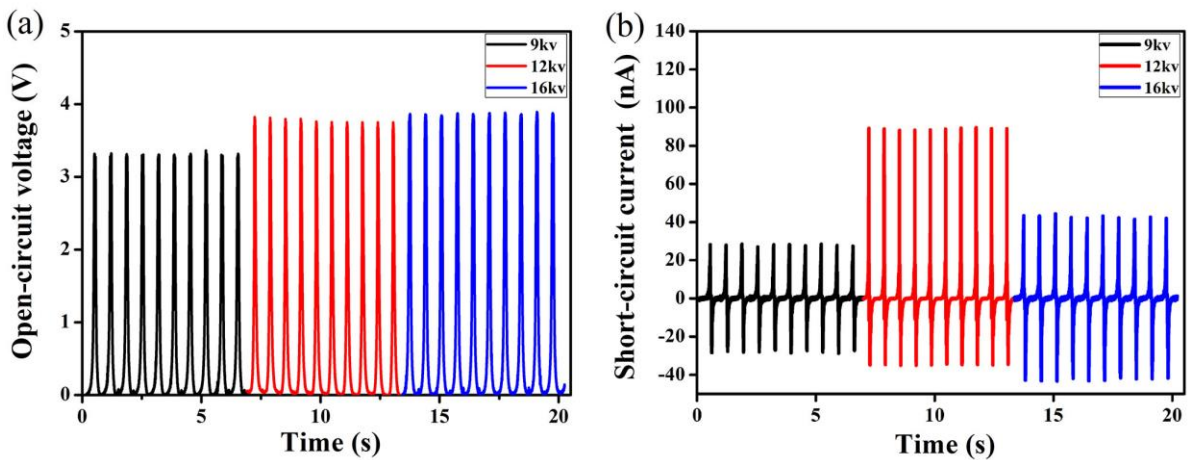 (a)
Open-circuit voltage (V)
5
4
3
2
1
0
0
5
10
15
20
Time (s)
9kv
12kv
16kv
(b)
Short-circuit current (nA)
140
120
100
80
60
40
20
0
-20
-40
0
5
10
15
20
Time (s)
9kv
12kv
16kv